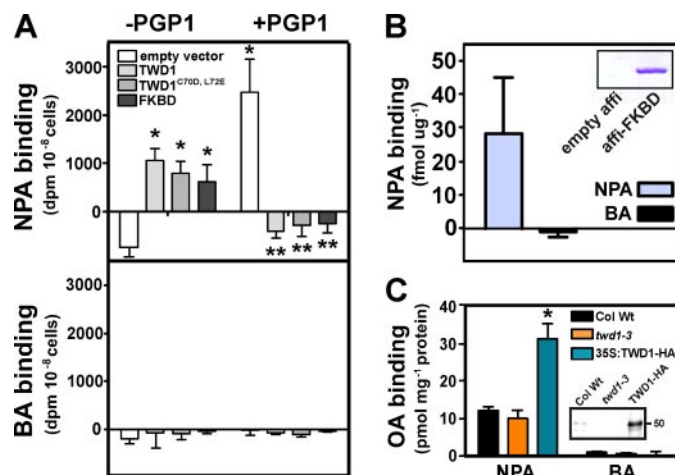 A
-PGP1 +PGP1
NPA binding
(dpm 10⁻⁸ cells)
3000
2000
1000
0
empty vector
TWD1
TWD1C70D, L72E
FKBD
*
* * *
** ** **
BA binding
(dpm 10⁻⁸ cells)
3000
2000
1000
0
B
NPA binding
(fmol ug⁻¹)
50
40
30
20
10
0
empty affi
affi-FKBD
NPA
BA
C
OA binding
(pmol mg⁻¹ protein)
40
30
20
10
0
Col Wt
twd1-3
35S:TWD1-HA
*
Col Wt
twd1-3
TWD1-HA
50
NPA BA